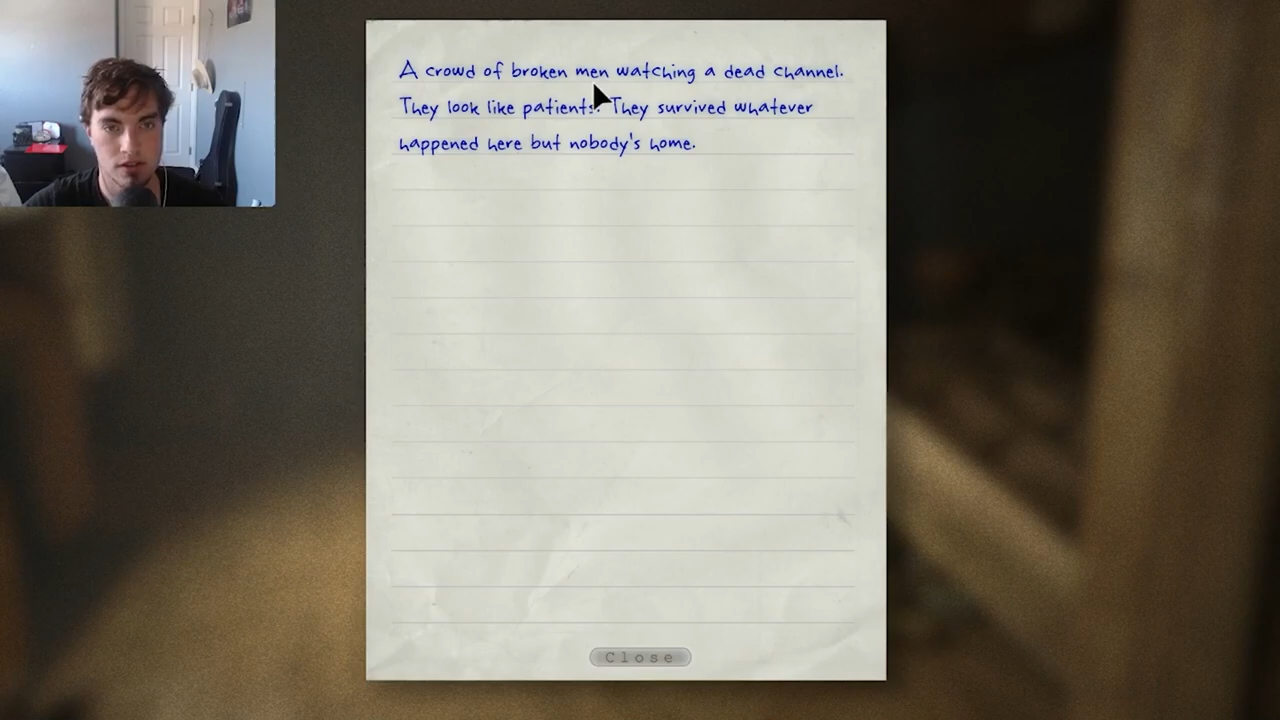 A crowd of broken men watching a dead channel.
They look like patients. They survived whatever
happened here but nobody's home.
Close